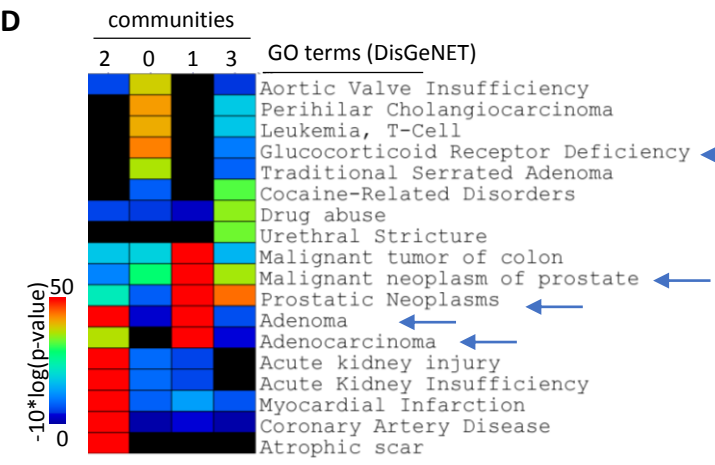 D
communities
2 0 1 3
GO terms (DisGeNET)
Aortic Valve Insufficiency
Perihilar Cholangiocarcinoma
Leukemia, T-Cell
Glucocorticoid Receptor Deficiency
Traditional Serrated Adenoma
Cocaine-Related Disorders
Drug abuse
Urethral Stricture
Malignant tumor of colon
Malignant neoplasm of prostate
Prostatic Neoplasms
Adenoma
Adenocarcinoma
Acute kidney injury
Acute Kidney Insufficiency
Myocardial Infarction
Coronary Artery Disease
Atrophic scar
50
-10*log(p-value)
0